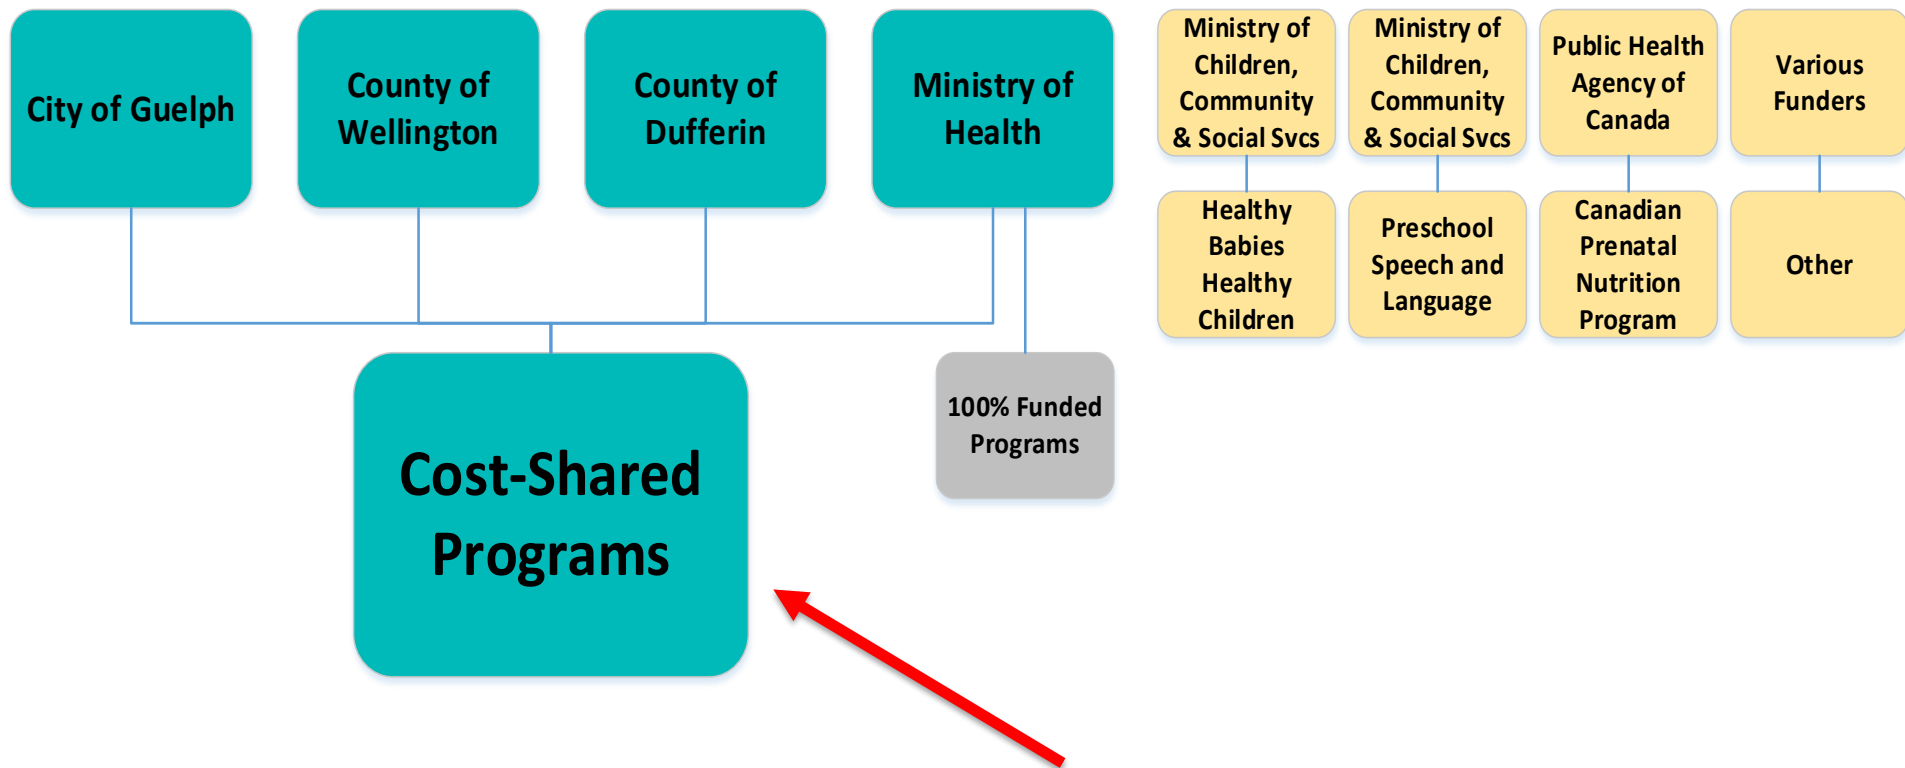 City of Guelph
County of
Wellington
County of
Dufferin
Ministry of
Health
Ministry of
Children,
Community
& Social Svcs
Ministry of
Children,
Community
& Social Svcs
Public Health
Agency of
Canada
Various
Funders
Healthy
Babies
Healthy
Children
Preschool
Speech and
Language
Canadian
Prenatal
Nutrition
Program
Other
Cost-Shared
Programs
100% Funded
Programs